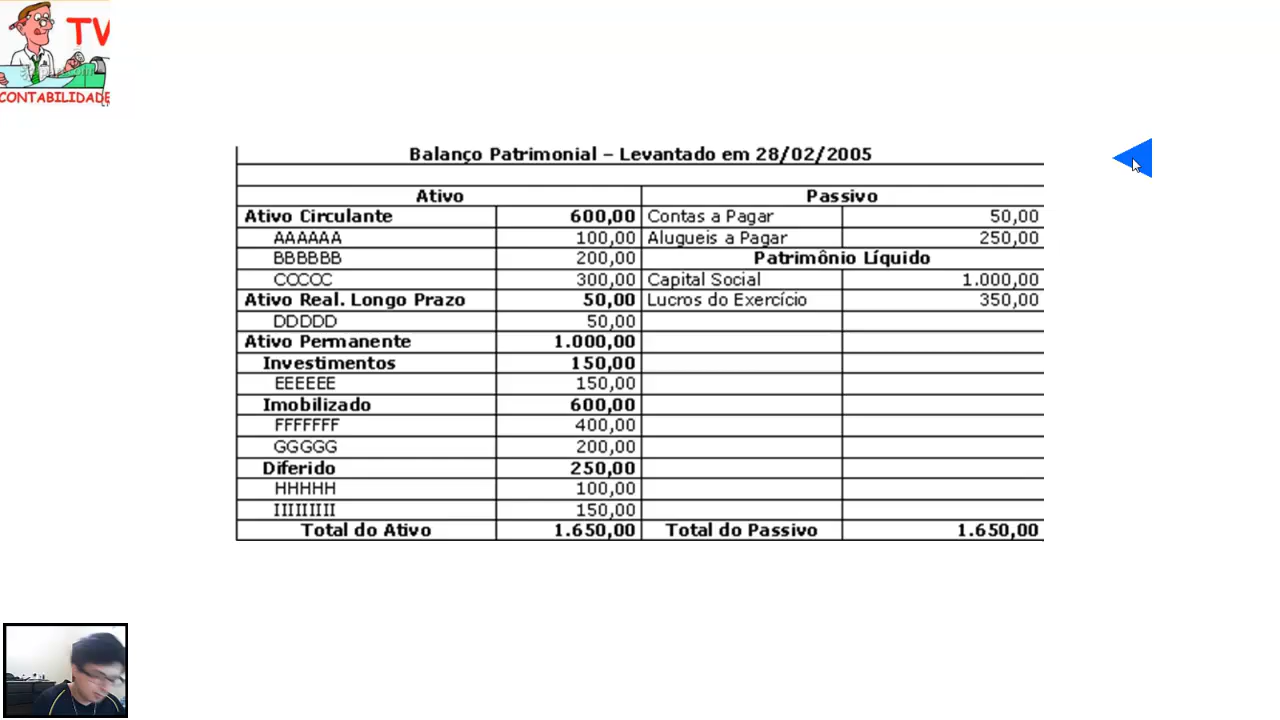 TV
CONTABILIDADE
Balanço Patrimonial – Levantado em 28/02/2005
Ativo Passivo
Ativo Circulante 600,00 Contas a Pagar 50,00
AAAAAA 100,00 Alugueis a Pagar 250,00
BBBBBB 200,00 Patrimônio Líquido
CCCCC 300,00 Capital Social 1.000,00
Ativo Real. Longo Prazo 50,00 Lucros do Exercício 350,00
DDDDD 50,00
Ativo Permanente 1.000,00
Investimentos 150,00
EEEEEE 150,00
Imobilizado 600,00
FFFFFFF 400,00
GGGGG 200,00
Diferido 250,00
HHHHH 100,00
IIIIIIIII 150,00
Total do Ativo 1.650,00 Total do Passivo 1.650,00